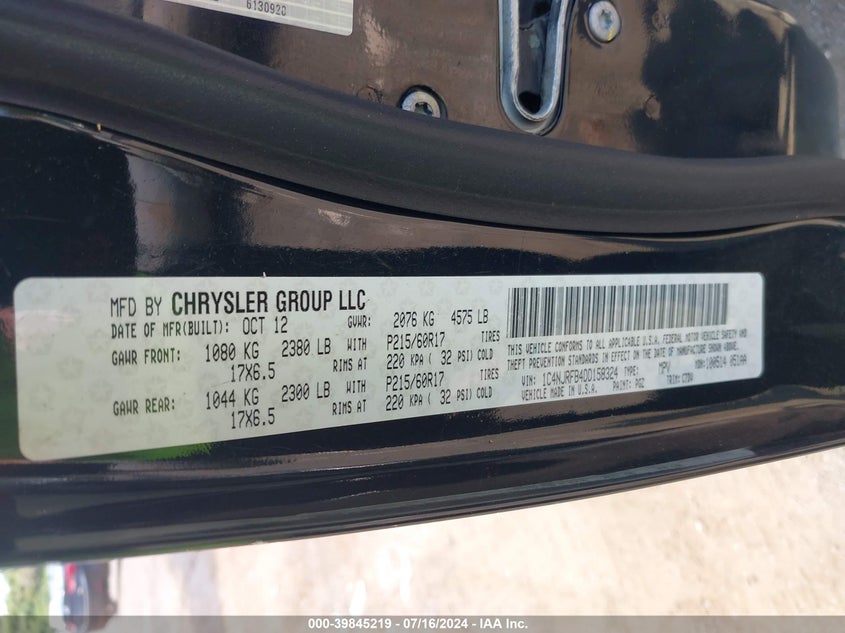 6130920
MFD BY CHRYSLER GROUP LLC
DATE OF MFR(BUILT): OCT 12 GVWR: 2076 KG 4575 LB
GAWR FRONT: 1080 KG 2380 LB WITH P215/60R17 TIRES
17X6.5 RIMS AT 220 KPA ( 32 PSI) COLD
GAWR REAR: 1044 KG 2300 LB WITH P215/60R17 TIRES
17X6.5 RIMS AT 220 KPA ( 32 PSI) COLD
THIS VEHICLE CONFORMS TO ALL APPLICABLE U.S.A. FEDERAL MOTOR VEHICLE SAFETY AND
THEFT PREVENTION STANDARDS IN EFFECT ON THE DATE OF MANUFACTURE SHOWN ABOVE.
VIN: 1C4NJRFB4DD158324 TYPE: MPV MDH: 100514 051AA
VEHICLE MADE IN U.S.A. PAINT: TRIM:
000-39845219 - 07/16/2024 - IAA Inc.